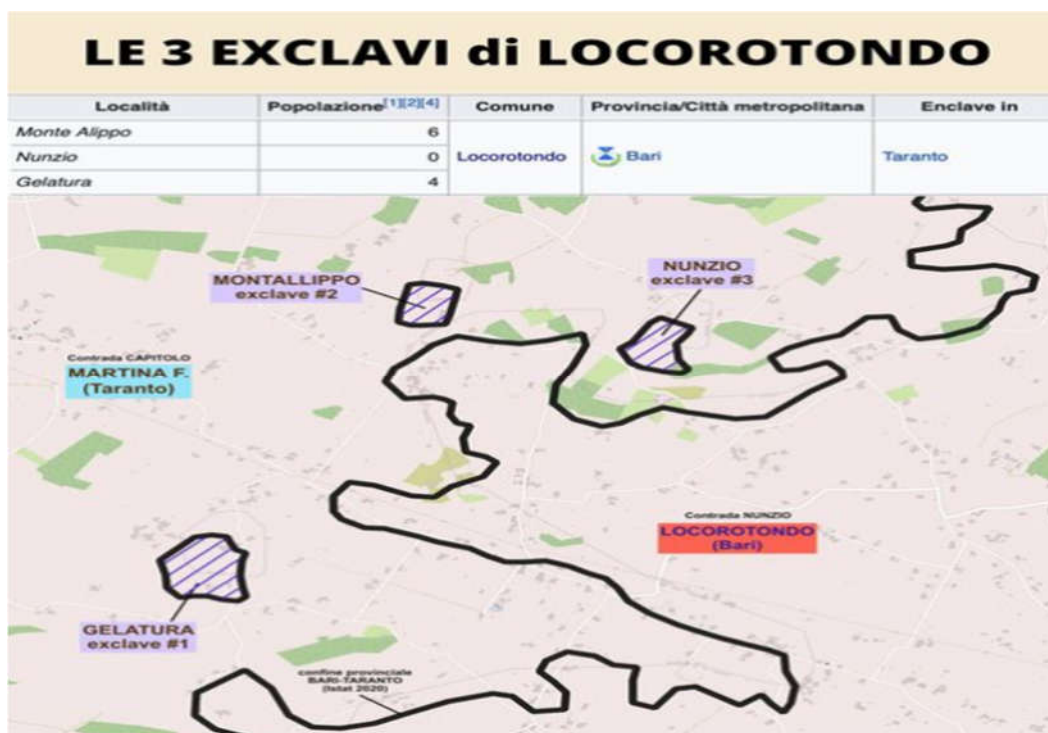 LE 3 EXCLAVI di LOCOROTONDO
Località Popolazione[1][2][4] Comune Provincia/Città metropolitana Enclave in
Monte Alippo 6
Nunzio 0 Locorotondo Bari Taranto
Gelatura 4
MONTALLIPPO
exclave #2
NUNZIO
exclave #3
Contrada CAPITOLO
MARTINA F.
(Taranto)
Contrada NUNZIO
LOCOROTONDO
(Bari)
GELATURA
exclave #1
confine provinciale
BARI-TARANTO
(Istat 2020)